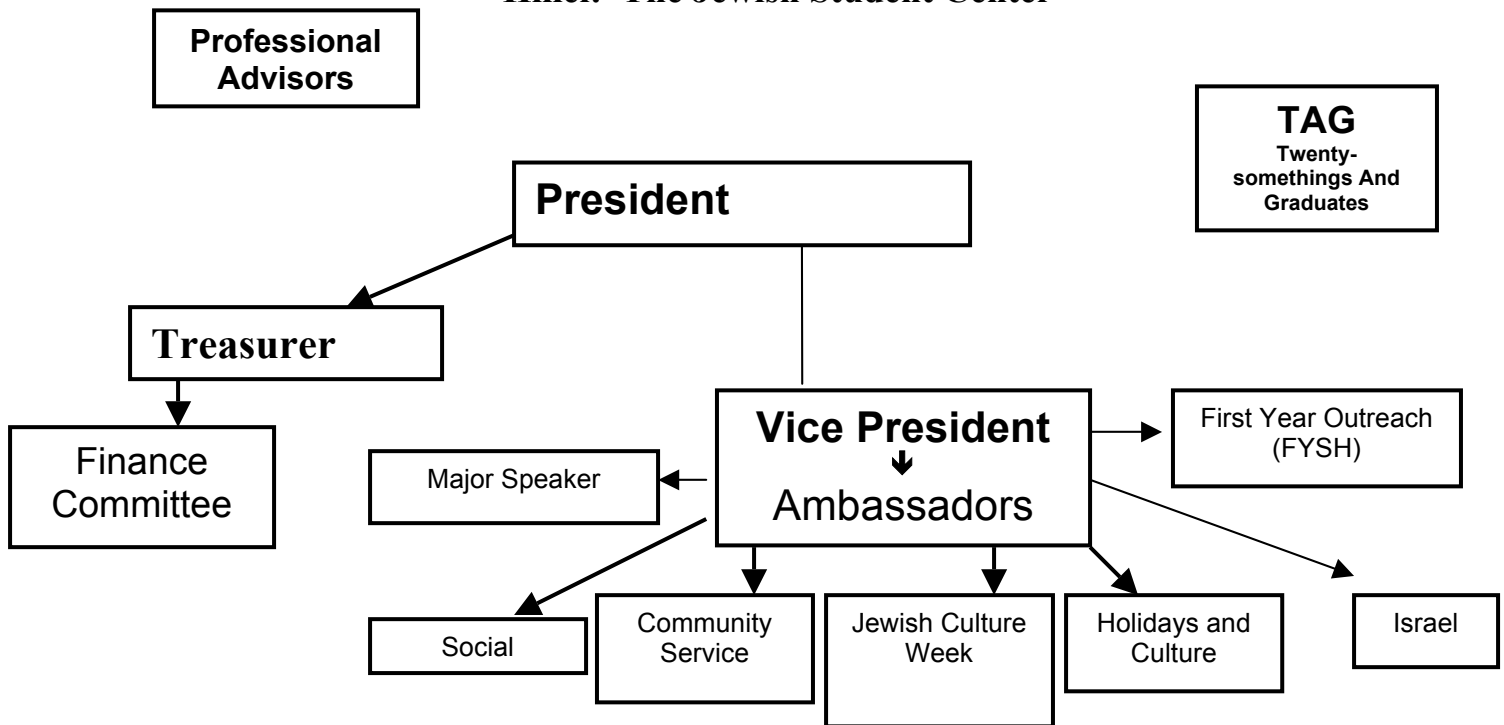 Hillel: The Jewish Student Center
Professional
Advisors
TAG
Twenty-
somethings And
Graduates
President
Treasurer
Finance
Committee
Vice President
Ambassadors
First Year Outreach
(FYSH)
Major Speaker
Social
Community
Service
Jewish Culture
Week
Holidays and
Culture
Israel